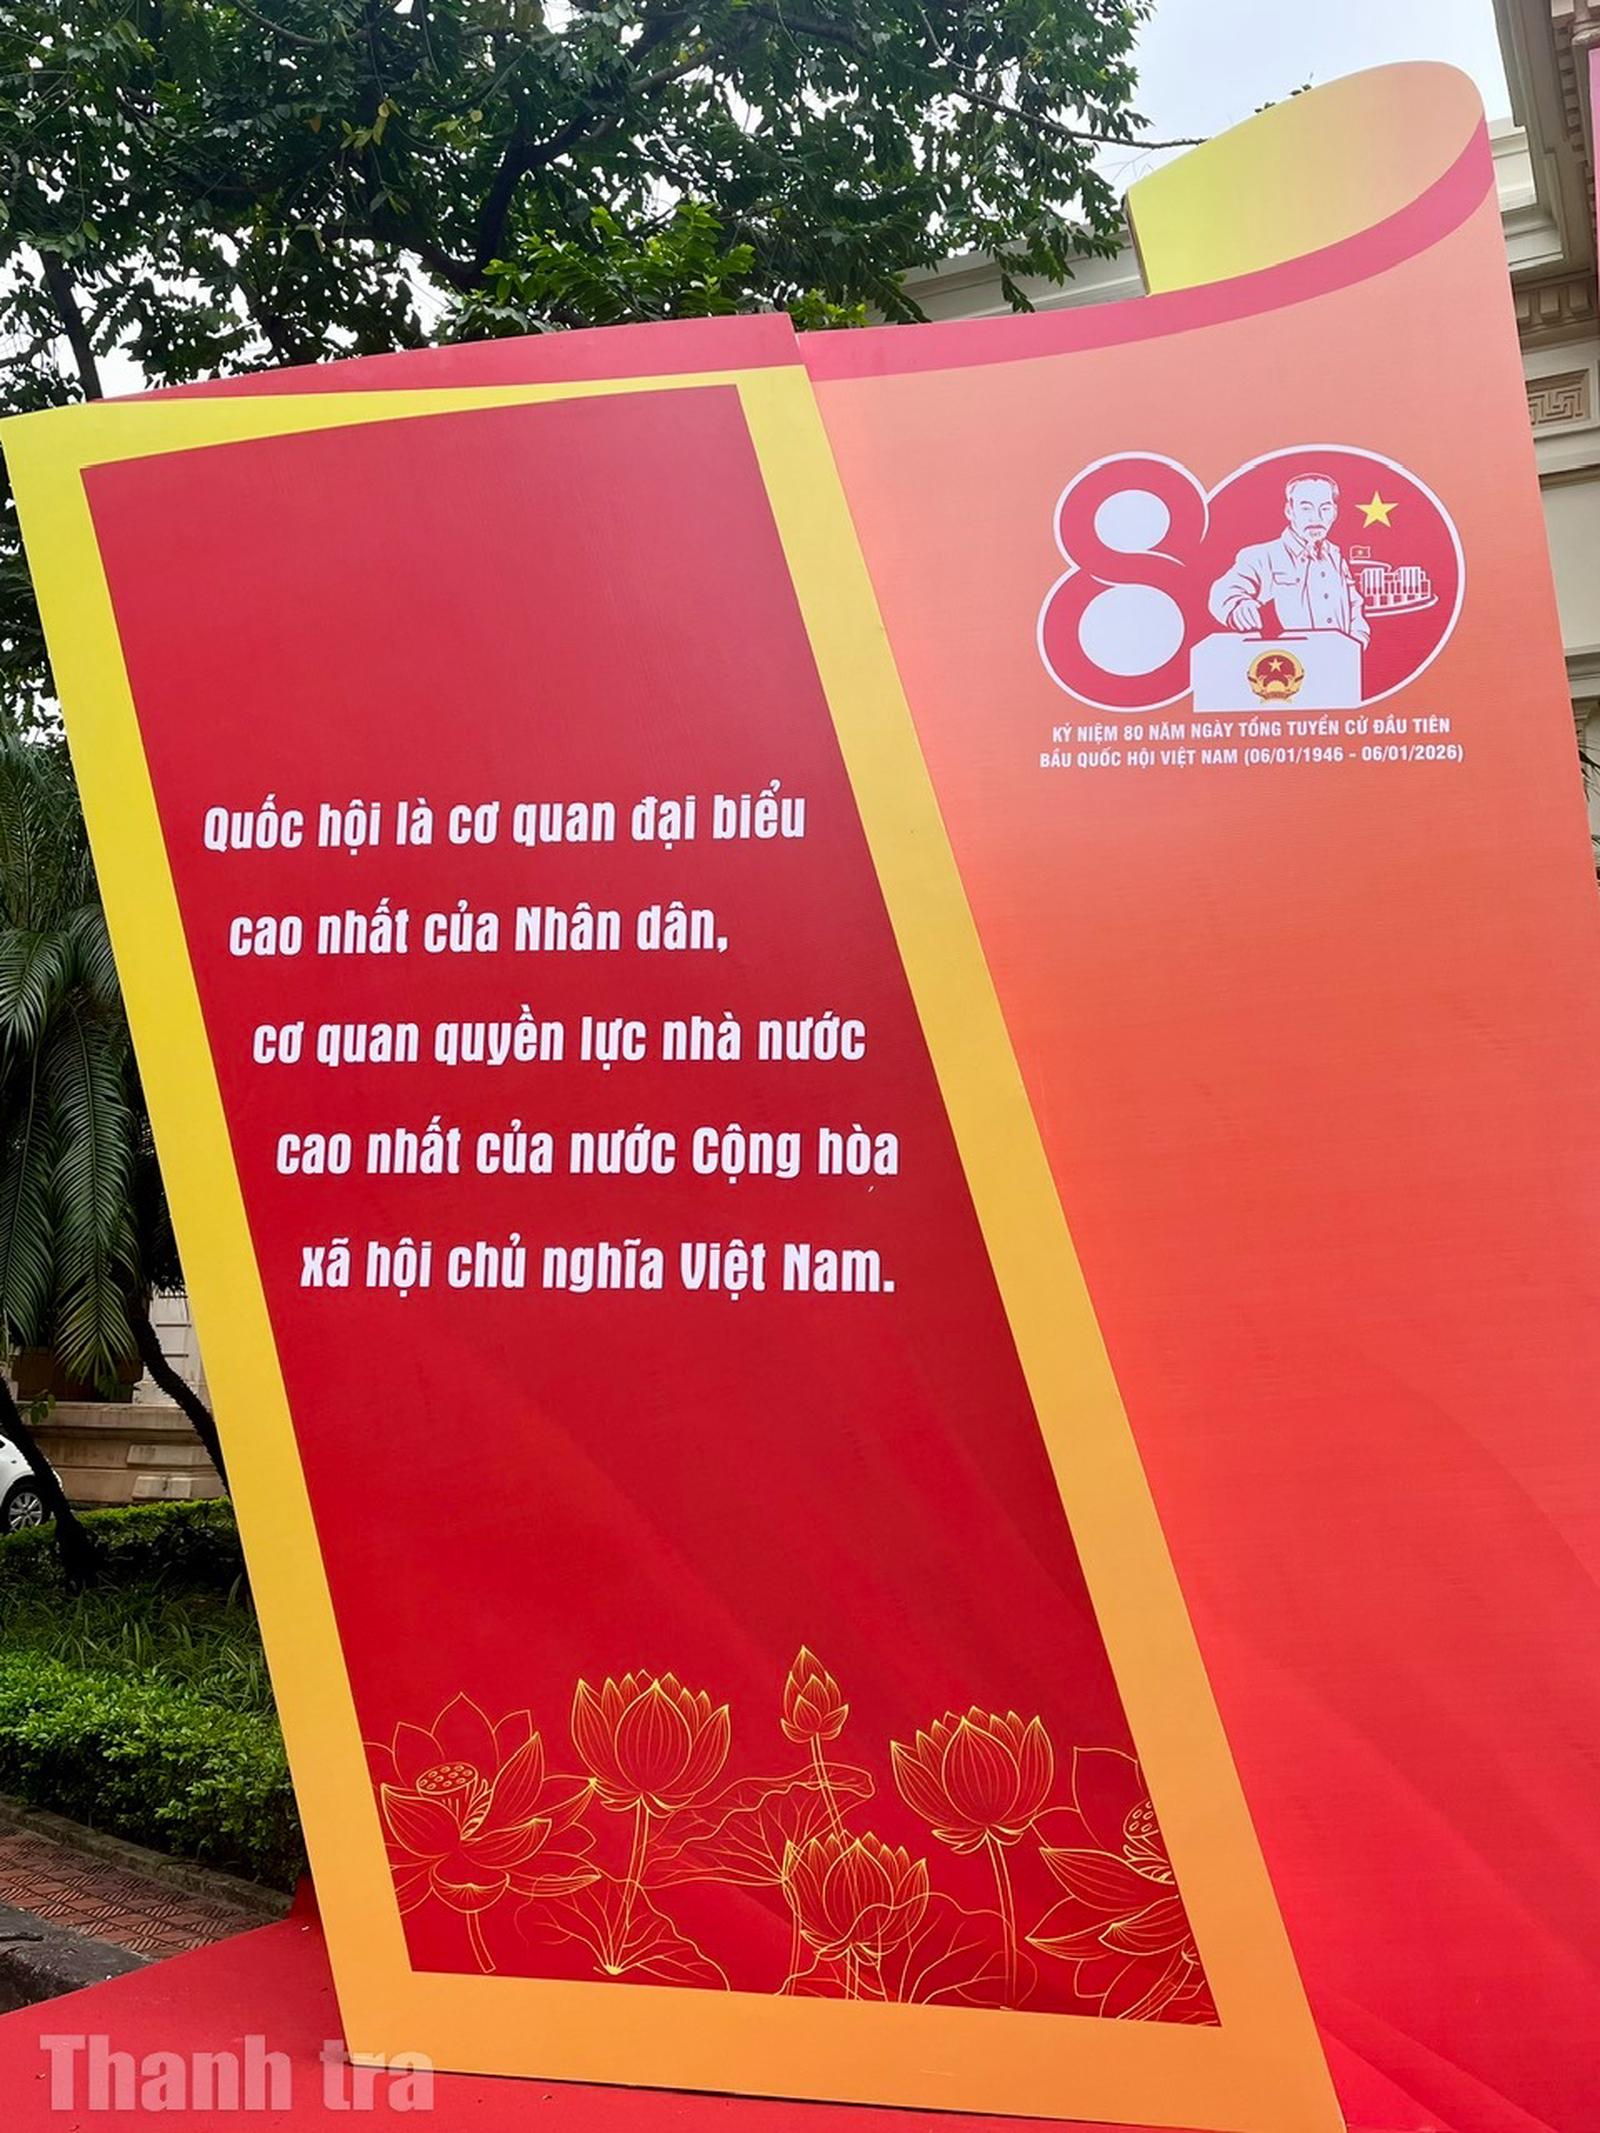 Quốc hội là cơ quan đại biểu
cao nhất của Nhân dân,
cơ quan quyền lực nhà nước
cao nhất của nước Cộng hòa
xã hội chủ nghĩa Việt Nam.
80
KỶ NIỆM 80 NĂM NGÀY TỔNG TUYỂN CỬ ĐẦU TIÊN
BẦU QUỐC HỘI VIỆT NAM (06/01/1946 - 06/01/2026)
Thanh tra